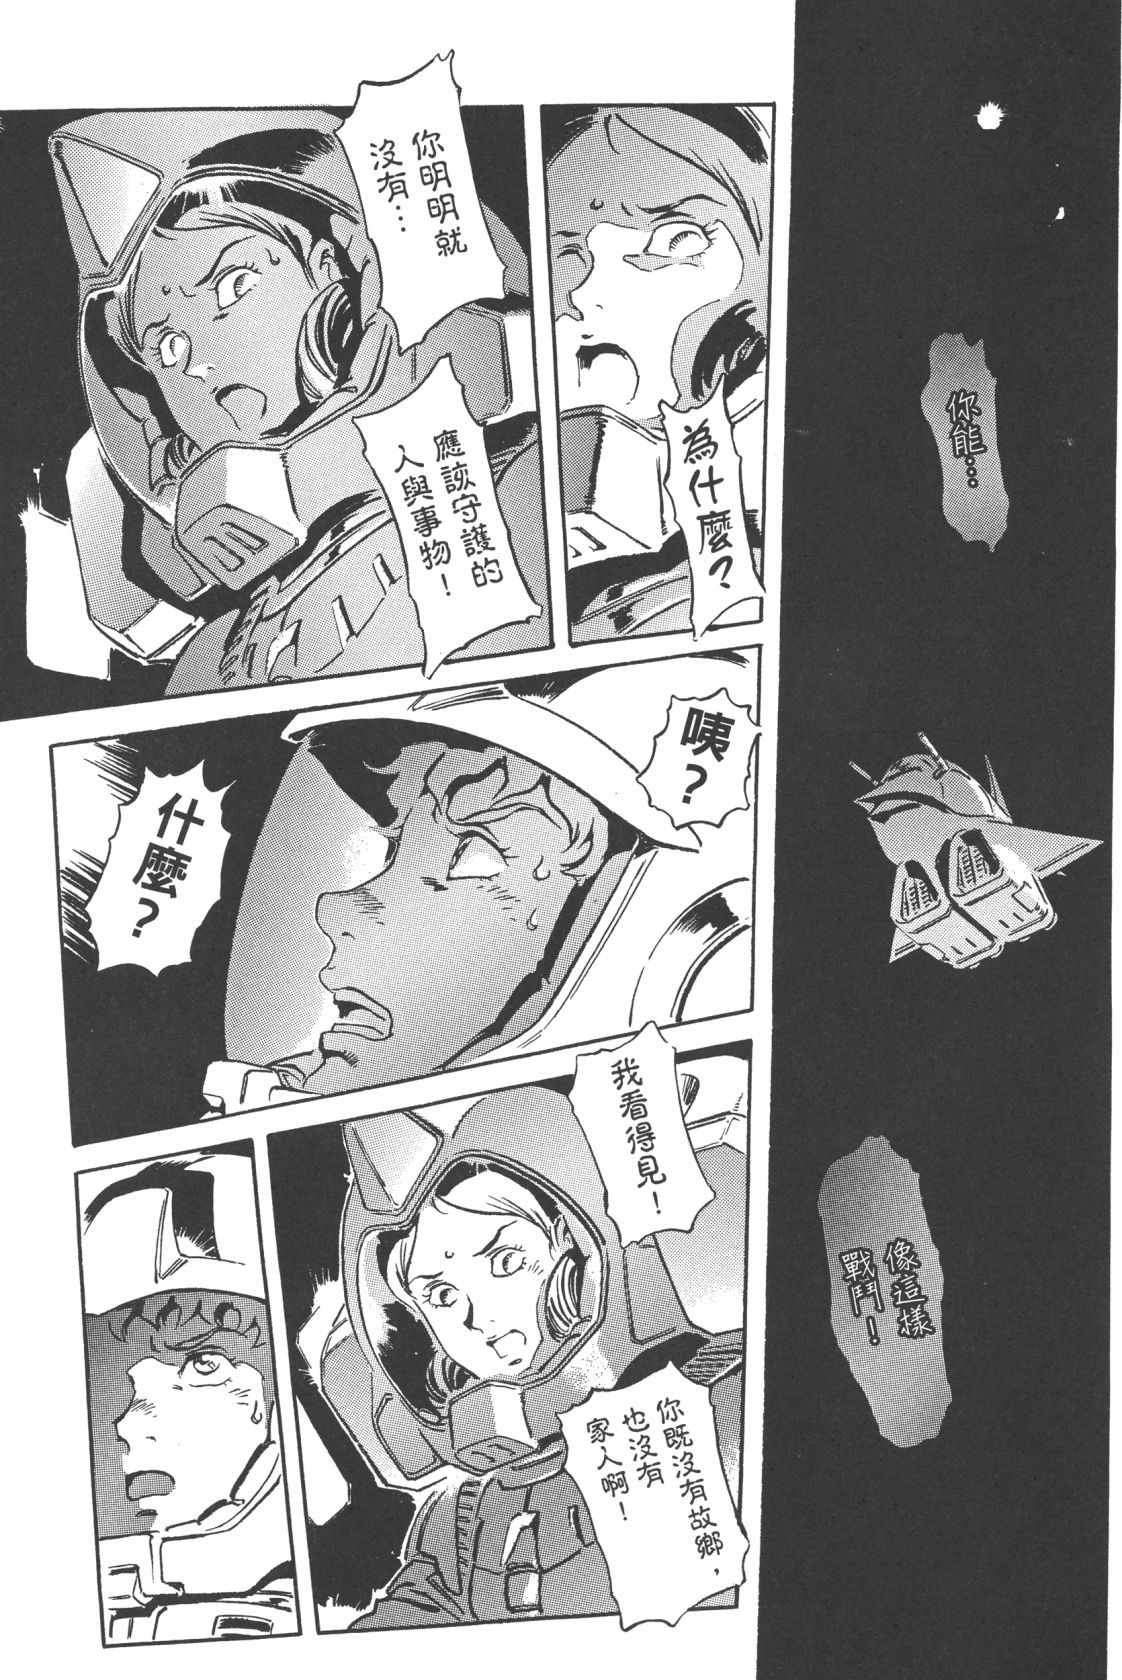 你能…
像這樣
戰鬥！
為什麼？
你明明就
沒有…
應該守護的
人與事物！
咦？
什麼？
我看得見！
你既沒有故鄉，
也沒有
家人啊！